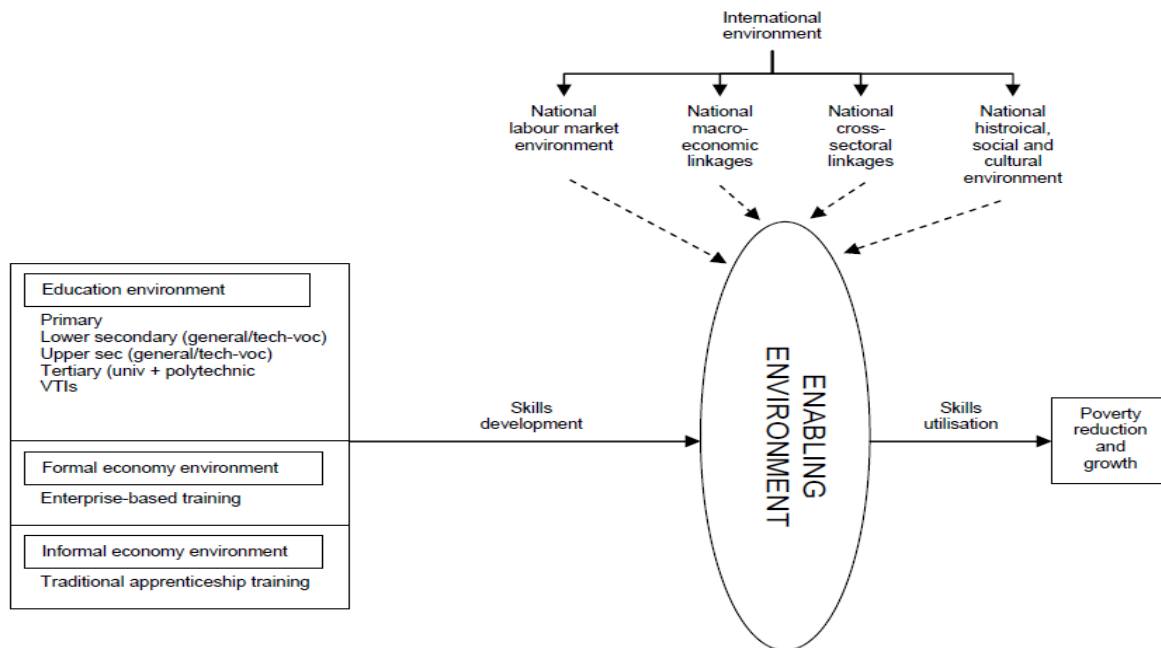 International
environment
National
labour market
environment
National
macro-
economic
linkages
National
cross-
sectoral
linkages
National
histroical,
social and
cultural
environment
Education environment
Primary
Lower secondary (general/tech-voc)
Upper sec (general/tech-voc)
Tertiary (univ + polytechnic
VTIs
Formal economy environment
Enterprise-based training
Informal economy environment
Traditional apprenticeship training
Skills
development
ENABLING
ENVIRONMENT
Skills
utilisation
Poverty
reduction
and
growth